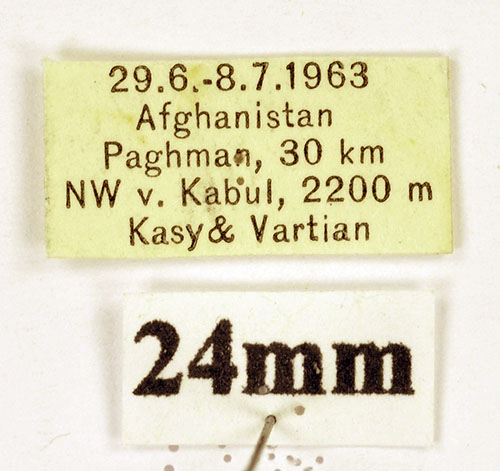 29.6.-8.7.1963
Afghanistan
Paghman, 30 km
NW v. Kabul, 2200 m
Kasy& Vartian
24mm